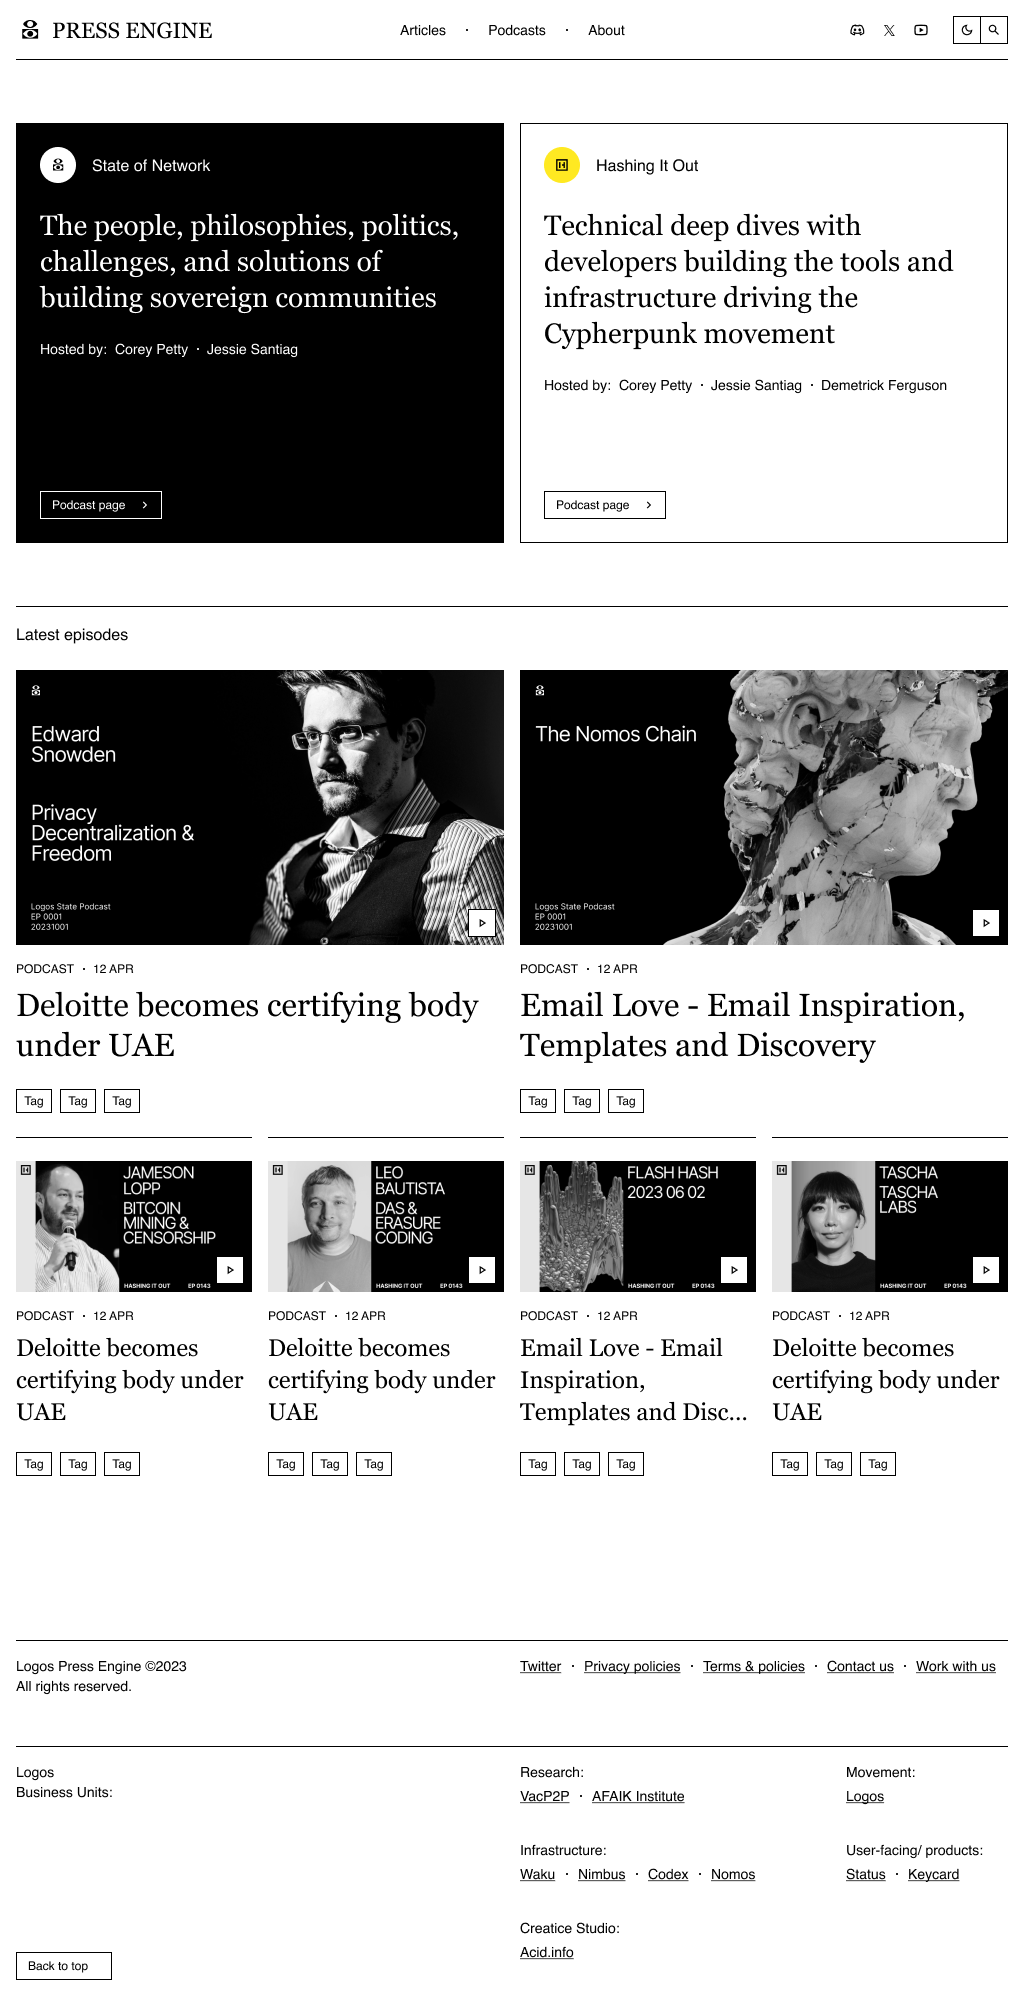 PRESS ENGINE
Articles · Podcasts · About
State of Network
The people, philosophies, politics,
challenges, and solutions of
building sovereign communities
Hosted by: Corey Petty · Jessie Santiag
Podcast page
Hashing It Out
Technical deep dives with
developers building the tools and
infrastructure driving the
Cypherpunk movement
Hosted by: Corey Petty · Jessie Santiag · Demetrick Ferguson
Podcast page
Latest episodes
Edward
Snowden
Privacy
Decentralization &
Freedom
Logos State Podcast
EP 0001
20231001
The Nomos Chain
Logos State Podcast
EP 0001
20231001
PODCAST · 12 APR
Deloitte becomes certifying body
under UAE
Tag Tag Tag
PODCAST · 12 APR
Email Love - Email Inspiration,
Templates and Discovery
Tag Tag Tag
JAMESON
LOPP
BITCOIN
MINING &
CENSORSHIP
HASHING IT OUT EP 0143
PODCAST · 12 APR
Deloitte becomes
certifying body under
UAE
Tag Tag Tag
LEO
BAUTISTA
DAS &
ERASURE
CODING
HASHING IT OUT EP 0143
PODCAST · 12 APR
Deloitte becomes
certifying body under
UAE
Tag Tag Tag
FLASH HASH
2023 06 02
HASHING IT OUT EP 0143
PODCAST · 12 APR
Email Love - Email
Inspiration,
Templates and Disc...
Tag Tag Tag
TASCHA
TASCHA
LABS
HASHING IT OUT EP 0143
PODCAST · 12 APR
Deloitte becomes
certifying body under
UAE
Tag Tag Tag
Logos Press Engine ©2023
All rights reserved.
Twitter · Privacy policies · Terms & policies · Contact us · Work with us
Logos
Business Units:
Research:
VacP2P · AFAIK Institute
Movement:
Logos
Infrastructure:
Waku · Nimbus · Codex · Nomos
User-facing/ products:
Status · Keycard
Creatice Studio:
Acid.info
Back to top